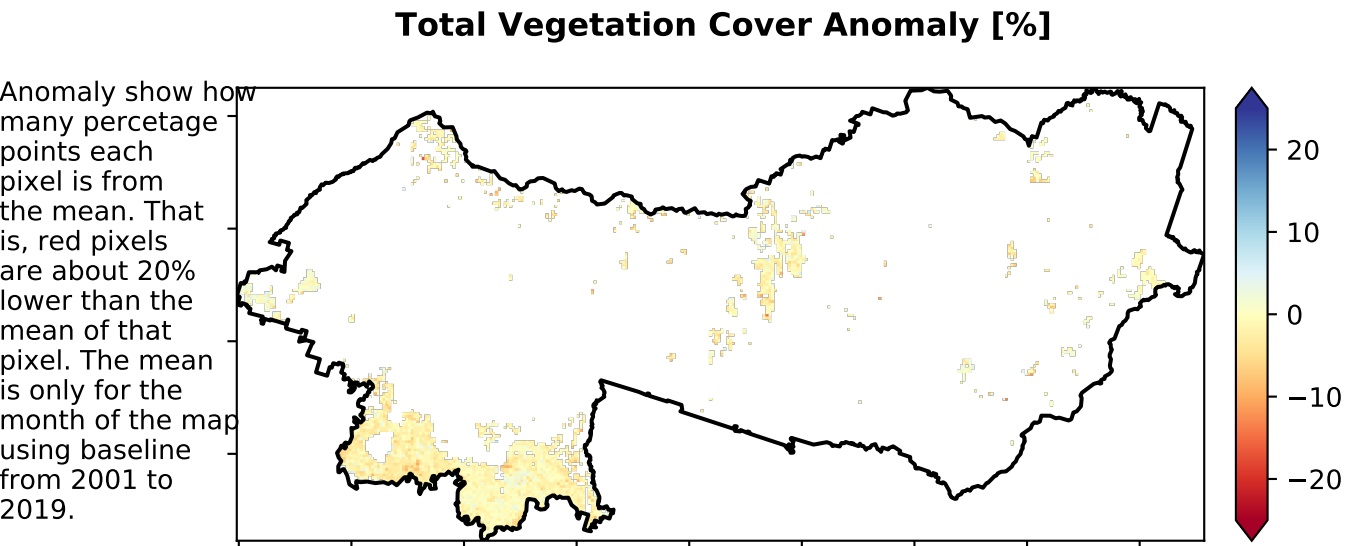 Total Vegetation Cover Anomaly [%]
Anomaly show how
many percetage
points each
pixel is from
the mean. That
is, red pixels
are about 20%
lower than the
mean of that
pixel. The mean
is only for the
month of the map
using baseline
from 2001 to
2019.
20
10
0
−10
−20